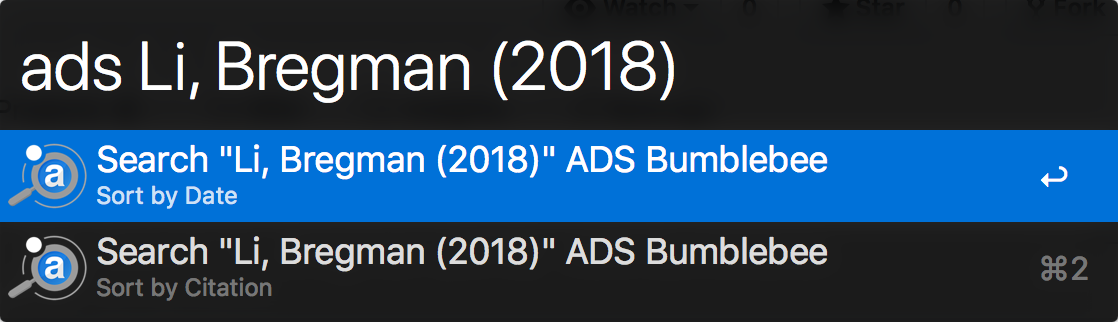 Watch 0 Star 0 Fork
ads Li, Bregman (2018)
a Search "Li, Bregman (2018)" ADS Bumblebee
Sort by Date
a Search "Li, Bregman (2018)" ADS Bumblebee
Sort by Citation ⌘2